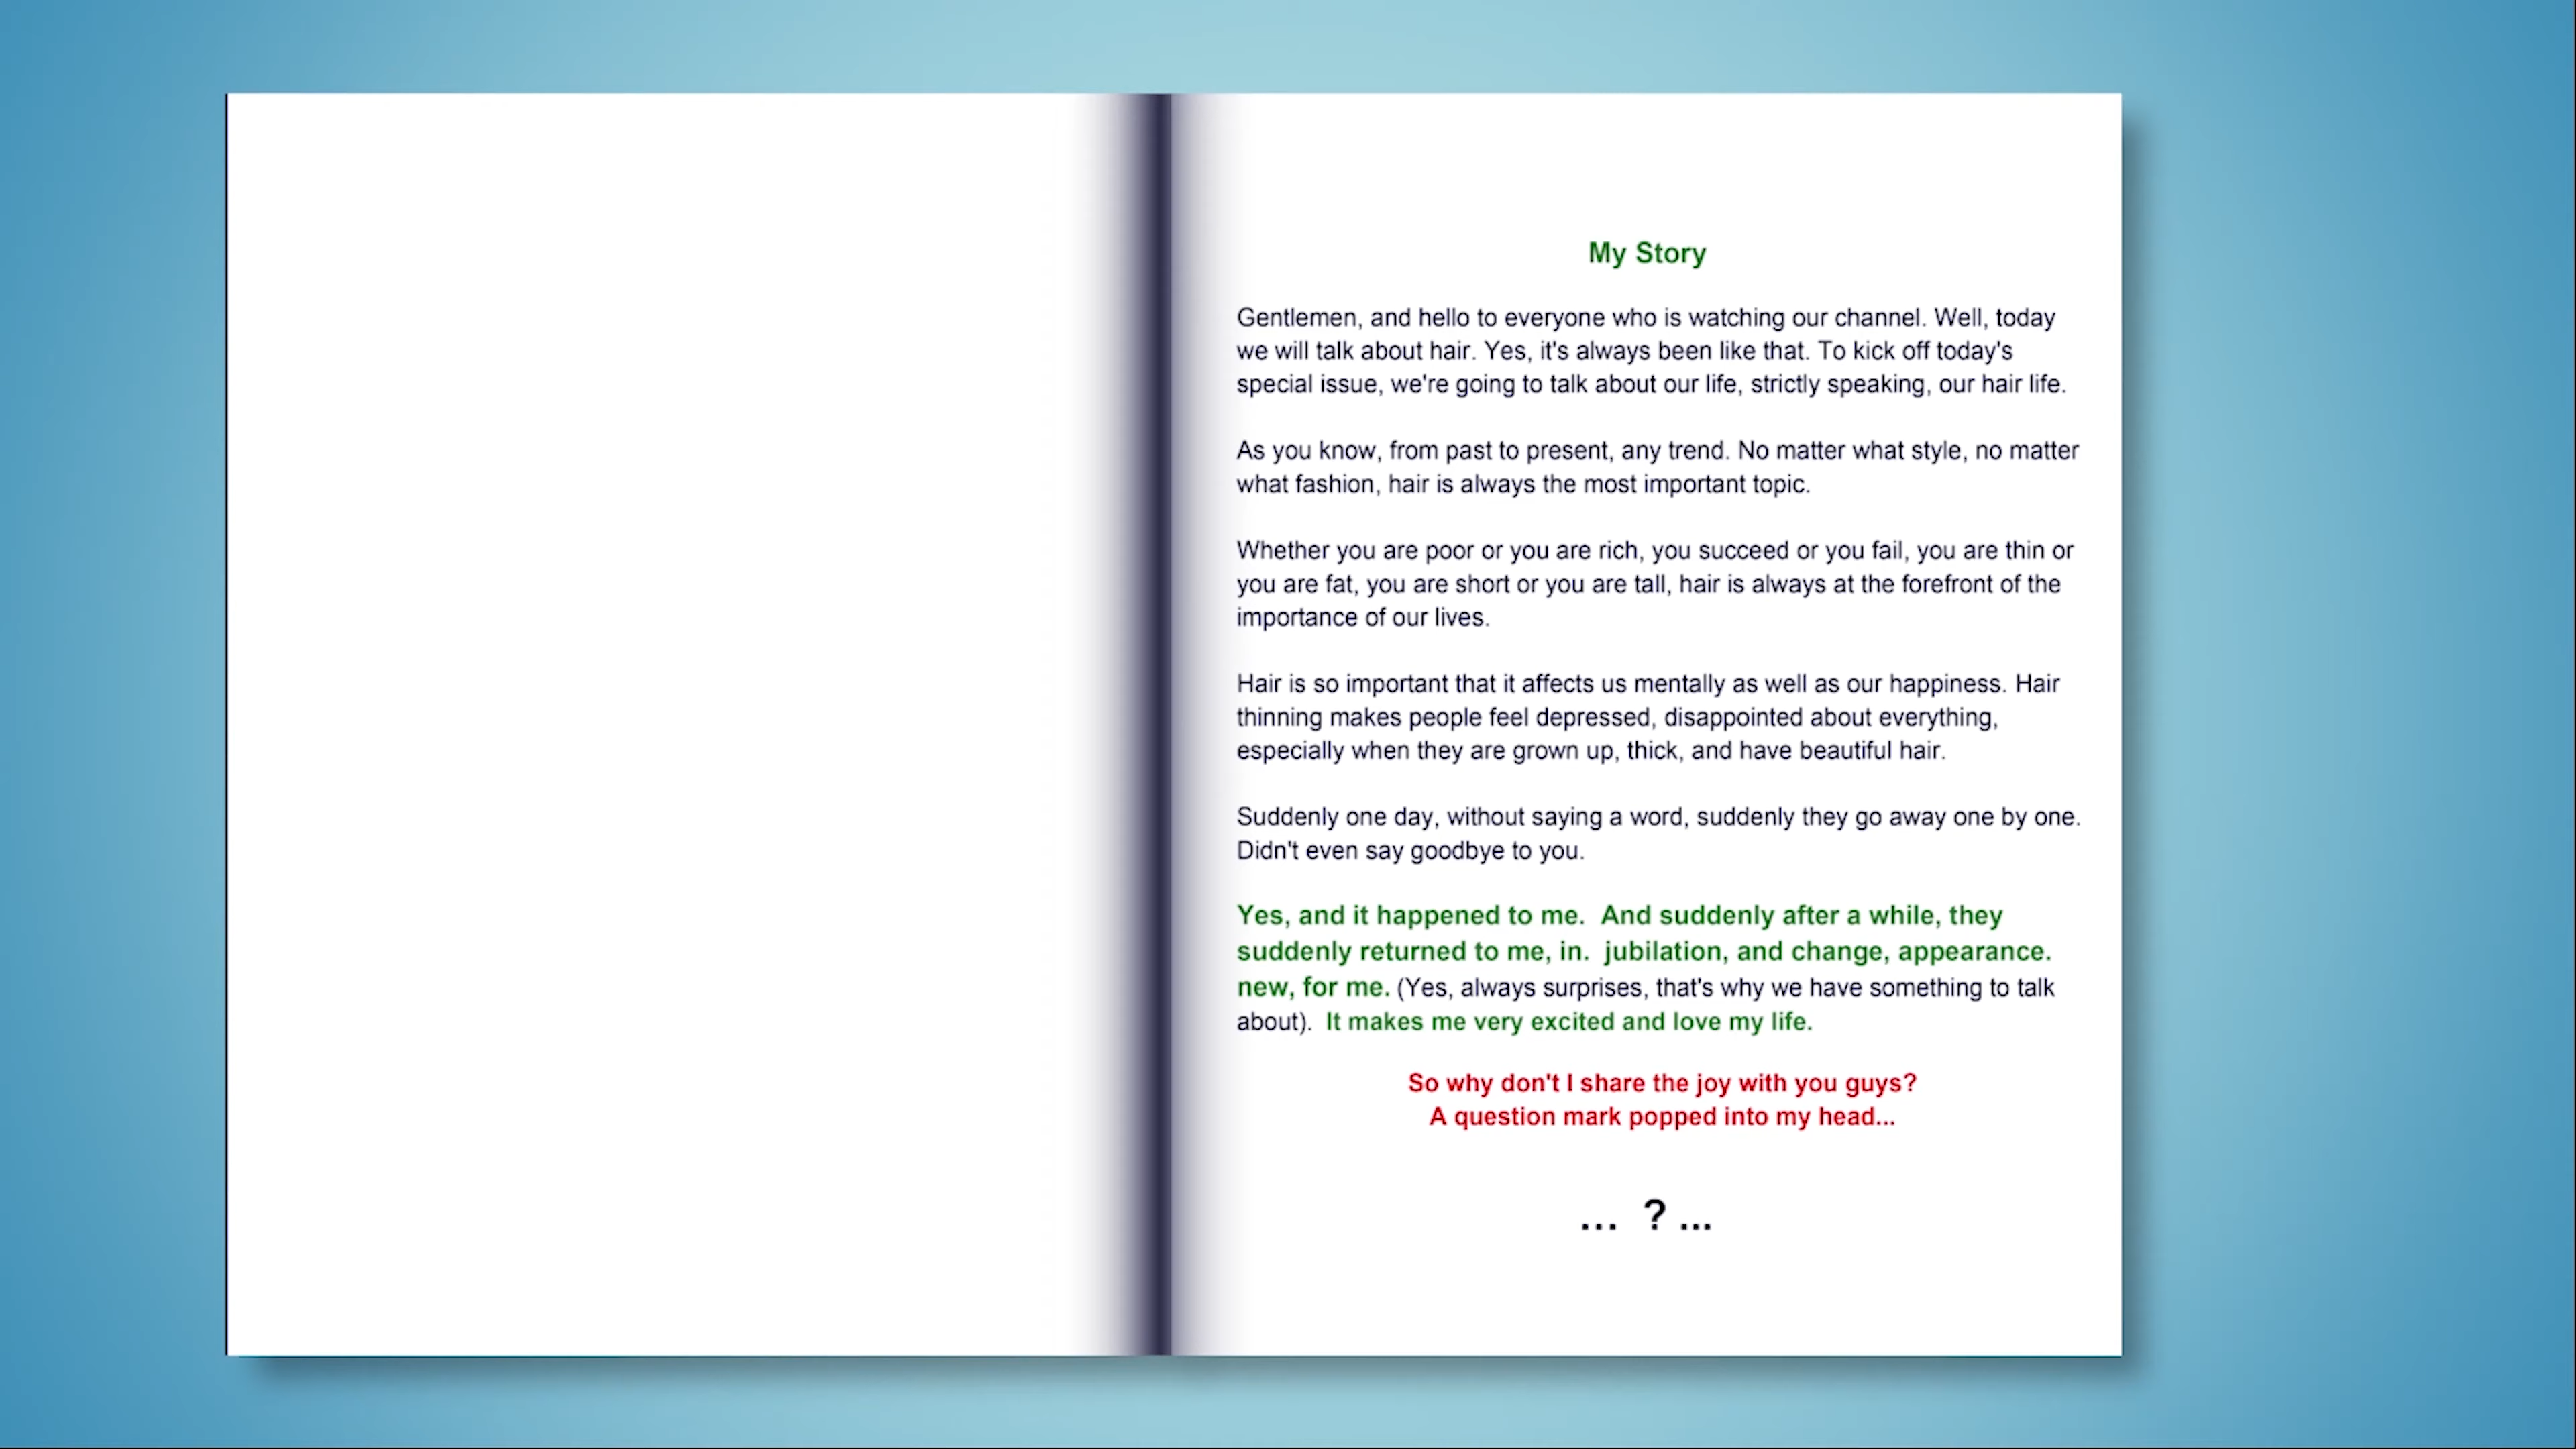 My Story
Gentlemen, and hello to everyone who is watching our channel. Well, today
we will talk about hair. Yes, it's always been like that. To kick off today's
special issue, we're going to talk about our life, strictly speaking, our hair life.
As you know, from past to present, any trend. No matter what style, no matter
what fashion, hair is always the most important topic.
Whether you are poor or you are rich, you succeed or you fail, you are thin or
you are fat, you are short or you are tall, hair is always at the forefront of the
importance of our lives.
Hair is so important that it affects us mentally as well as our happiness. Hair
thinning makes people feel depressed, disappointed about everything,
especially when they are grown up, thick, and have beautiful hair.
Suddenly one day, without saying a word, suddenly they go away one by one.
Didn't even say goodbye to you.
Yes, and it happened to me.  And suddenly after a while, they
suddenly returned to me, in.  jubilation, and change, appearance.
new, for me. (Yes, always surprises, that's why we have something to talk
about).  It makes me very excited and love my life.
So why don't I share the joy with you guys?
A question mark popped into my head...
...  ? ...